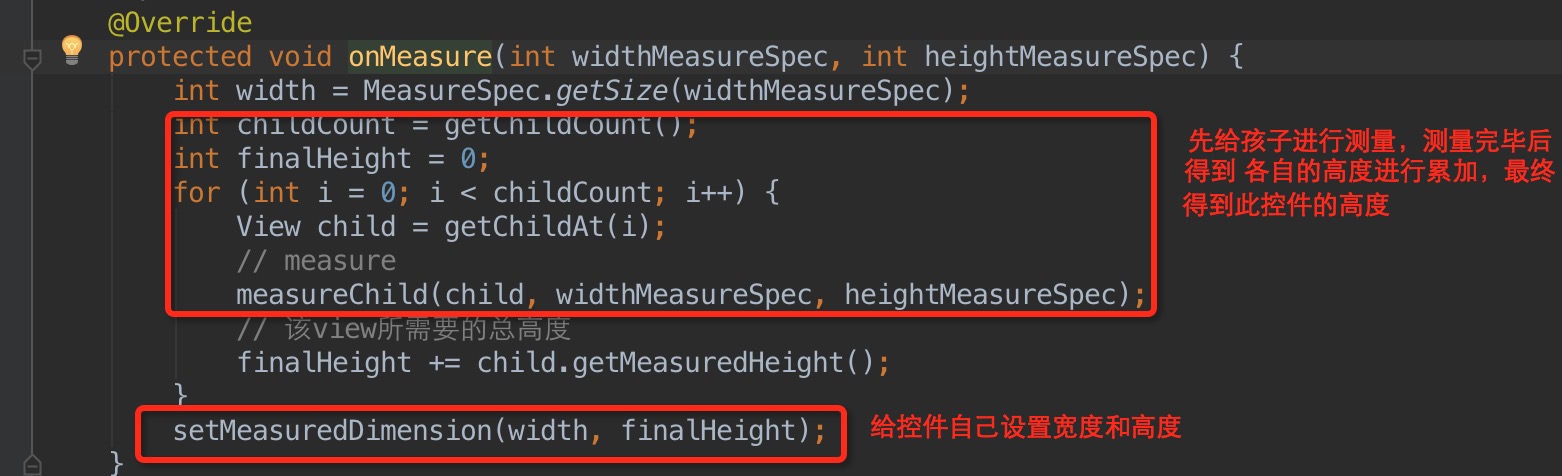 @Override
protected void onMeasure(int widthMeasureSpec, int heightMeasureSpec) {
int width = MeasureSpec.getSize(widthMeasureSpec);
int childCount = getChildCount();
int finalHeight = 0;
for (int i = 0; i < childCount; i++) {
View child = getChildAt(i);
// measure
measureChild(child, widthMeasureSpec, heightMeasureSpec);
// 该view所需要的总高度
finalHeight += child.getMeasuredHeight();
}
setMeasuredDimension(width, finalHeight);
}
先给孩子进行测量，测量完毕后
得到 各自的高度进行累加，最终
得到此控件的高度
给控件自己设置宽度和高度